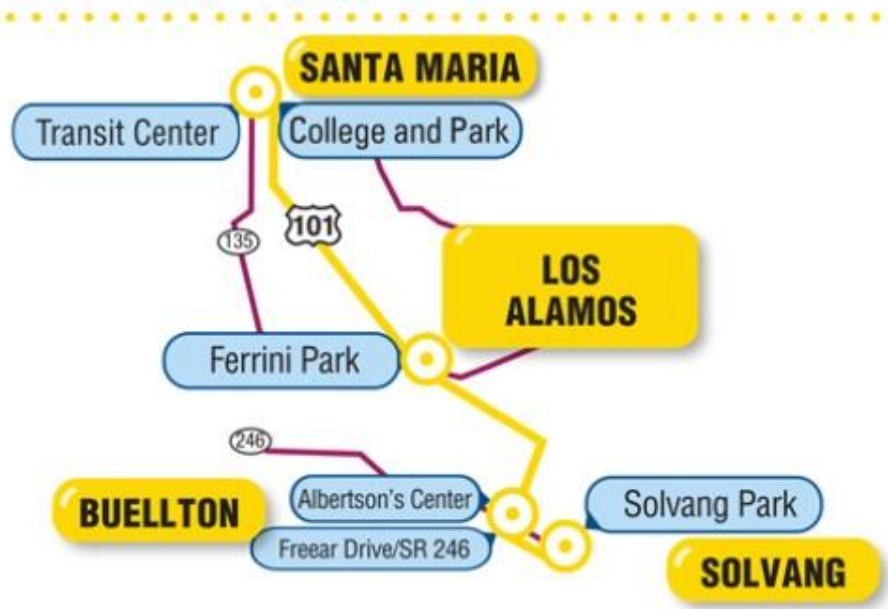 SANTA MARIA
Transit Center
College and Park
135
101
LOS
ALAMOS
Ferrini Park
246
Albertson's Center
Solvang Park
BUELLTON
Freear Drive/SR 246
SOLVANG